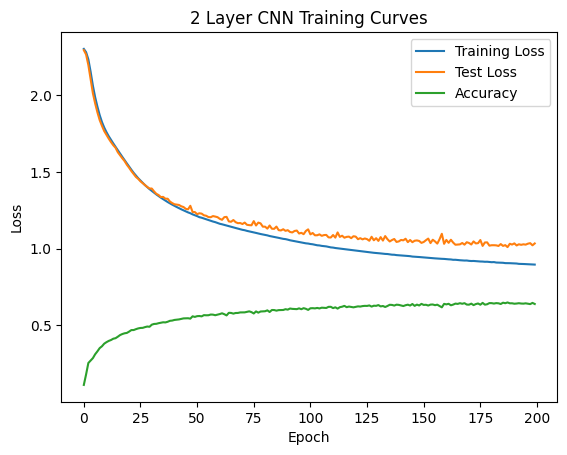 2 Layer CNN Training Curves
Training Loss
Test Loss
Accuracy
Loss
2.0
1.5
1.0
0.5
0 25 50 75 100 125 150 175 200
Epoch